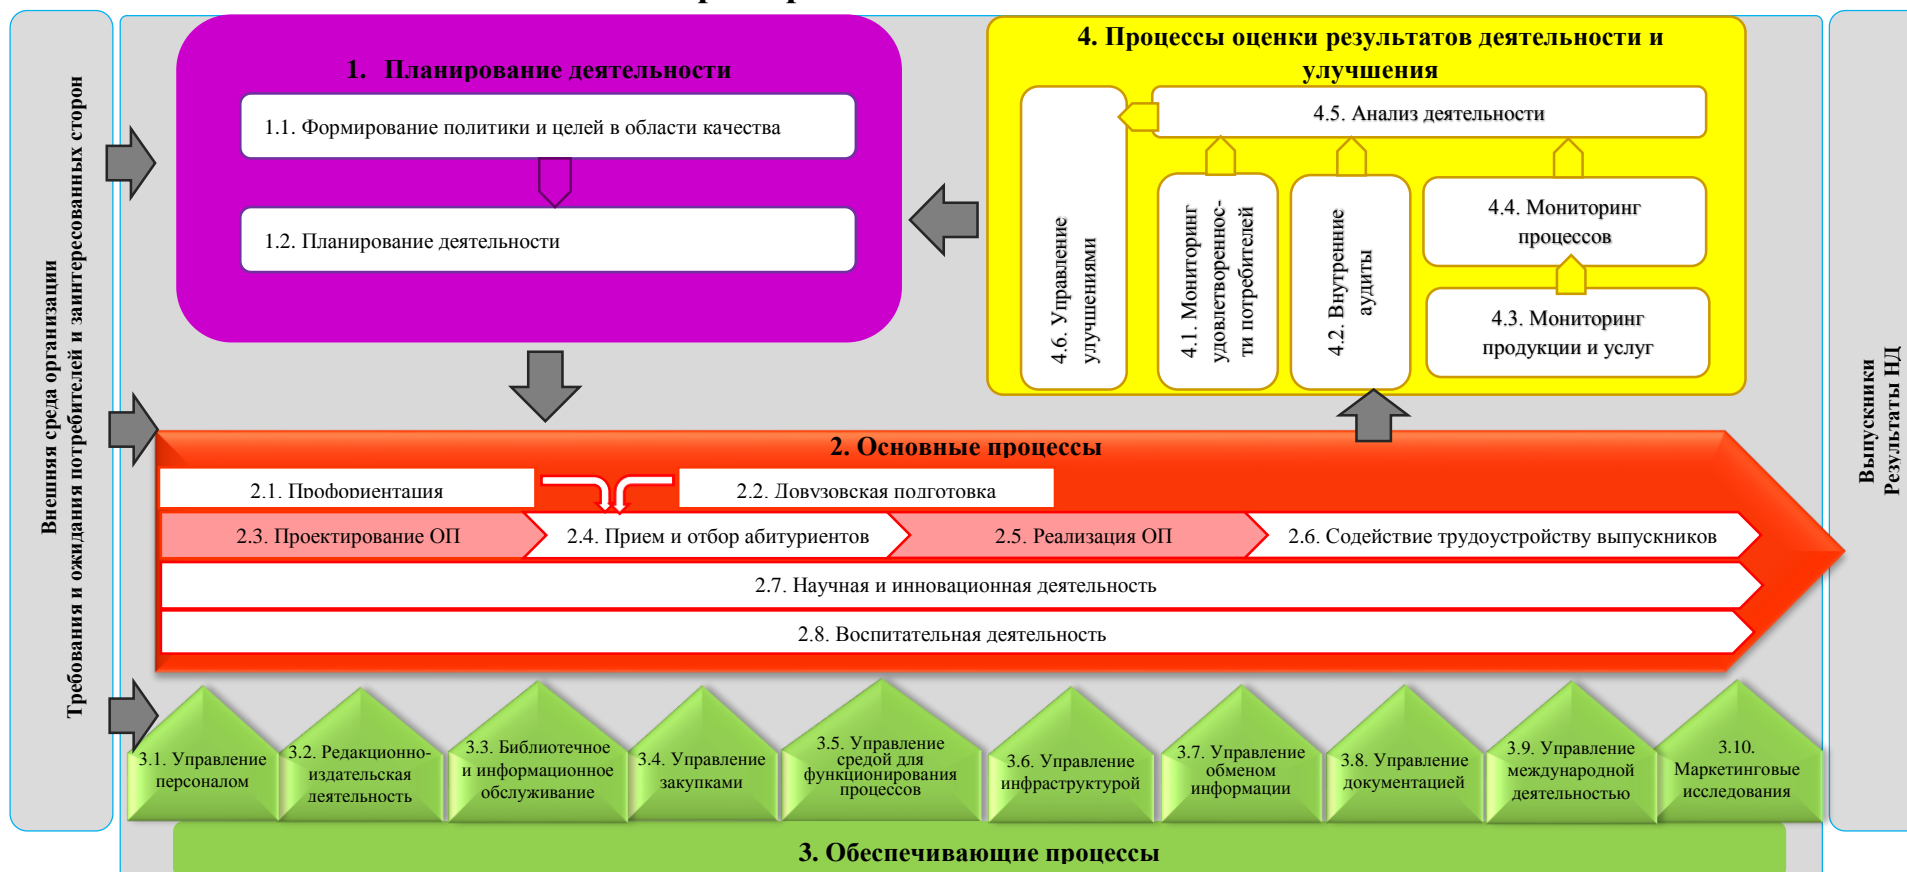 1. Планирование деятельности
1.1. Формирование политики и целей в области качества
1.2. Планирование деятельности
4. Процессы оценки результатов деятельности и
улучшения
4.5. Анализ деятельности
4.6. Управление
улучшениями
4.1. Мониторинг
удовлетвореннос-
ти потребителей
4.2. Внутренние
аудиты
4.4. Мониторинг
процессов
4.3. Мониторинг
продукции и услуг
Внешняя среда организации
Требования и ожидания потребителей и заинтересованных сторон
2. Основные процессы
2.1. Профориентация
2.2. Довузовская подготовка
2.3. Проектирование ОП
2.4. Прием и отбор абитуриентов
2.5. Реализация ОП
2.6. Содействие трудоустройству выпускников
2.7. Научная и инновационная деятельность
2.8. Воспитательная деятельность
Выпускники
Результаты НД
3.1. Управление
персоналом
3.2. Редакционно-
издательская
деятельность
3.3. Библиотечное
и информационное
обслуживание
3.4. Управление
закупками
3.5. Управление
средой для
функционирования
процессов
3.6. Управление
инфраструктурой
3.7. Управление
обменом
информации
3.8. Управление
документацией
3.9. Управление
международной
деятельностью
3.10.
Маркетинговые
исследования
3. Обеспечивающие процессы